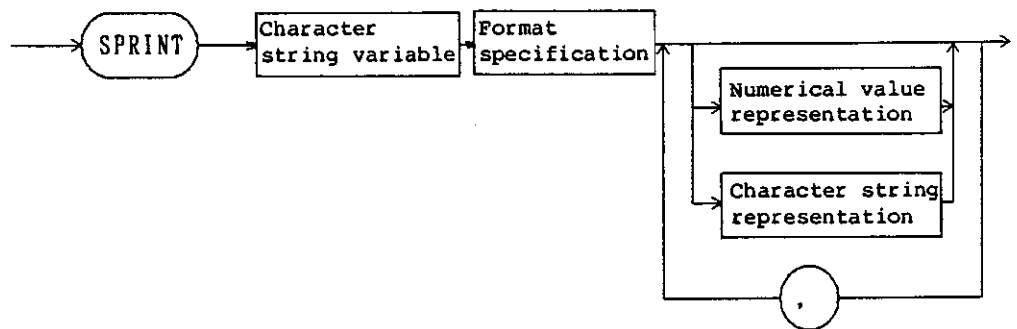 SPRINT
Character
string variable
Format
specification
Numerical value
representation
Character string
representation
,